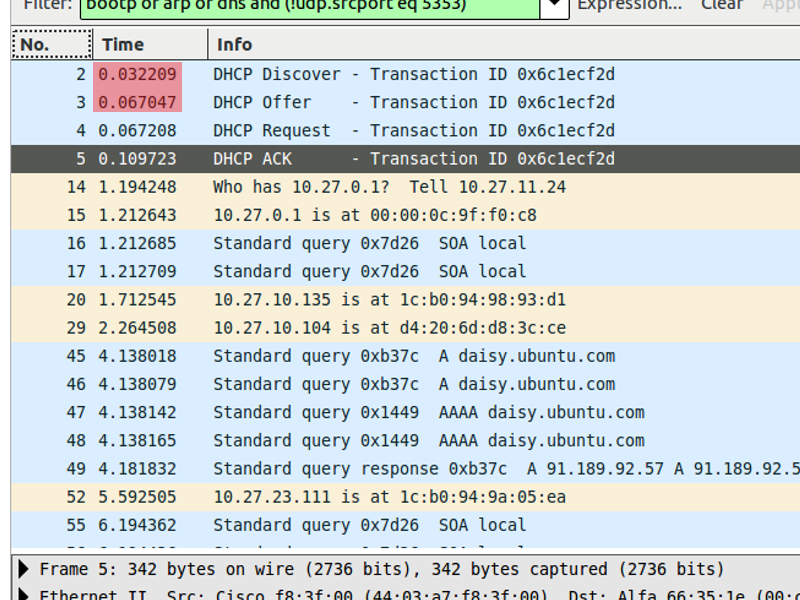 Filter: bootp or arp or dns and (!udp.srcport eq 5353) Expression... Clear
No. Time Info
2 0.032209 DHCP Discover - Transaction ID 0x6c1ecf2d
3 0.067047 DHCP Offer - Transaction ID 0x6c1ecf2d
4 0.067208 DHCP Request - Transaction ID 0x6c1ecf2d
5 0.109723 DHCP ACK - Transaction ID 0x6c1ecf2d
14 1.194248 Who has 10.27.0.1? Tell 10.27.11.24
15 1.212643 10.27.0.1 is at 00:00:0c:9f:f0:c8
16 1.212685 Standard query 0x7d26 SOA local
17 1.212709 Standard query 0x7d26 SOA local
20 1.712545 10.27.10.135 is at 1c:b0:94:98:93:d1
29 2.264508 10.27.10.104 is at d4:20:6d:d8:3c:ce
45 4.138018 Standard query 0xb37c A daisy.ubuntu.com
46 4.138079 Standard query 0xb37c A daisy.ubuntu.com
47 4.138142 Standard query 0x1449 AAAA daisy.ubuntu.com
48 4.138165 Standard query 0x1449 AAAA daisy.ubuntu.com
49 4.181832 Standard query response 0xb37c A 91.189.92.57 A 91.189.92.5
52 5.592505 10.27.23.111 is at 1c:b0:94:9a:05:ea
55 6.194362 Standard query 0x7d26 SOA local
Frame 5: 342 bytes on wire (2736 bits), 342 bytes captured (2736 bits)
Ethernet II, Src: Cisco_f8:3f:00 (44:03:a7:f8:3f:00), Dst: Alfa_66:35:1e (00:c